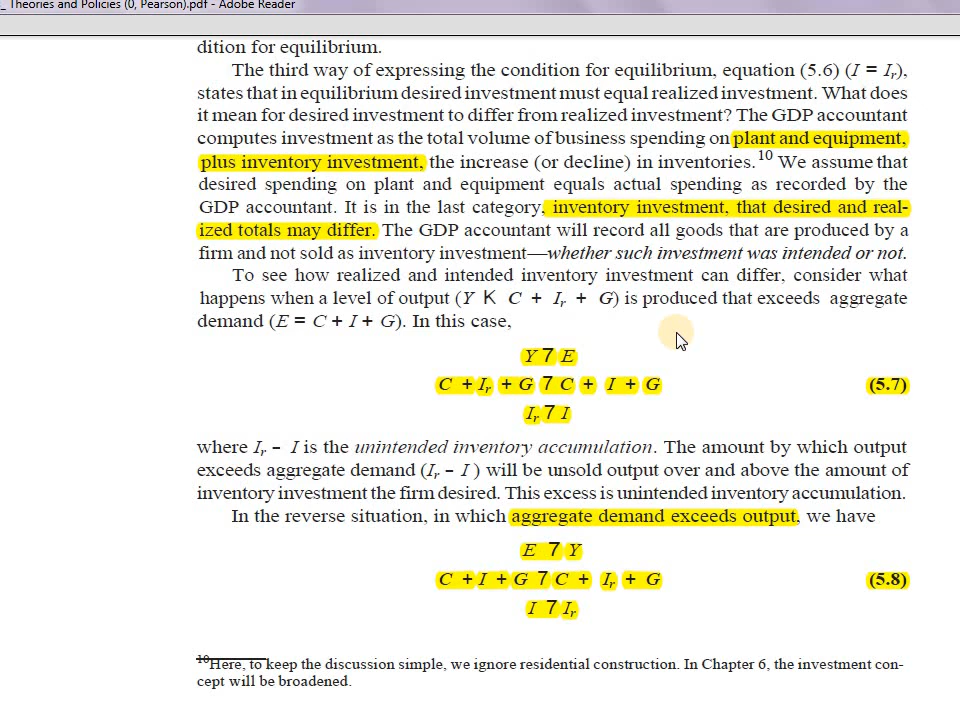 _ Theories and Policies (0, Pearson).pdf - Adobe Reader
dition for equilibrium.
The third way of expressing the condition for equilibrium, equation (5.6) (I = Ir),
states that in equilibrium desired investment must equal realized investment. What does
it mean for desired investment to differ from realized investment? The GDP accountant
computes investment as the total volume of business spending on plant and equipment,
plus inventory investment, the increase (or decline) in inventories.10 We assume that
desired spending on plant and equipment equals actual spending as recorded by the
GDP accountant. It is in the last category, inventory investment, that desired and real-
ized totals may differ. The GDP accountant will record all goods that are produced by a
firm and not sold as inventory investment—whether such investment was intended or not.
To see how realized and intended inventory investment can differ, consider what
happens when a level of output (Y K C + Ir + G) is produced that exceeds aggregate
demand (E = C + I + G). In this case,
Y 7 E
C + Ir + G 7 C + I + G (5.7)
Ir 7 I
where Ir – I is the unintended inventory accumulation. The amount by which output
exceeds aggregate demand (Ir – I ) will be unsold output over and above the amount of
inventory investment the firm desired. This excess is unintended inventory accumulation.
In the reverse situation, in which aggregate demand exceeds output, we have
E 7 Y
C + I + G 7 C + Ir + G (5.8)
I 7 Ir
10Here, to keep the discussion simple, we ignore residential construction. In Chapter 6, the investment con-
cept will be broadened.